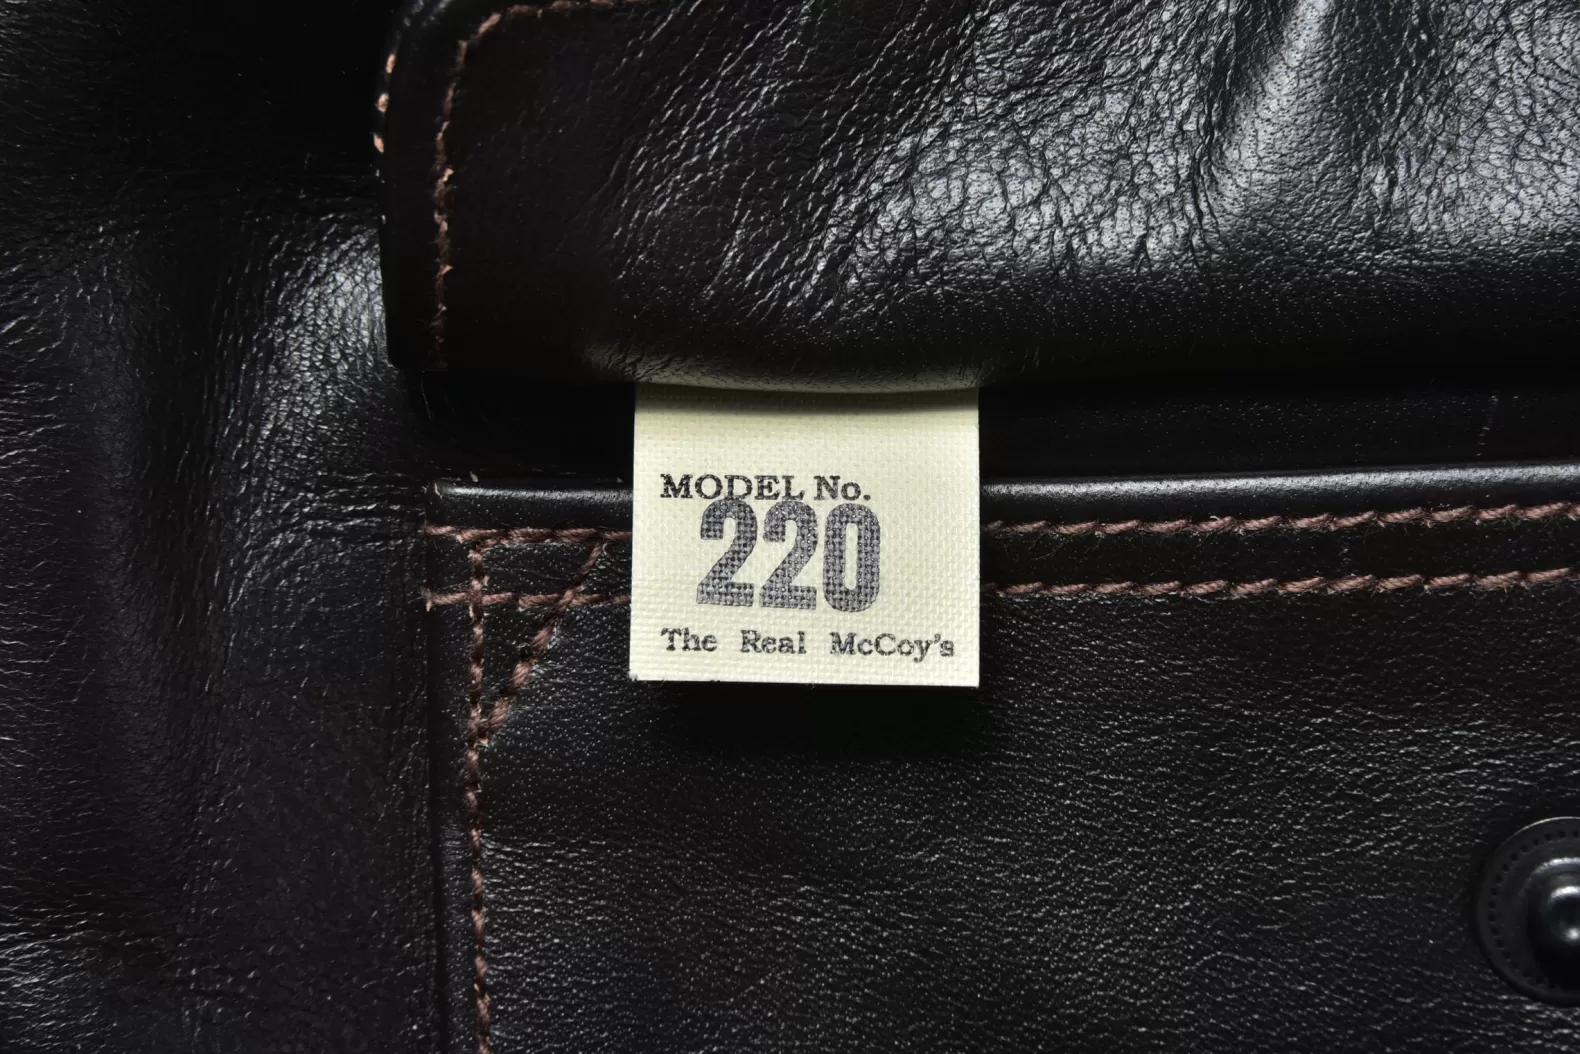 MODEL No.
220
The Real McCoy's